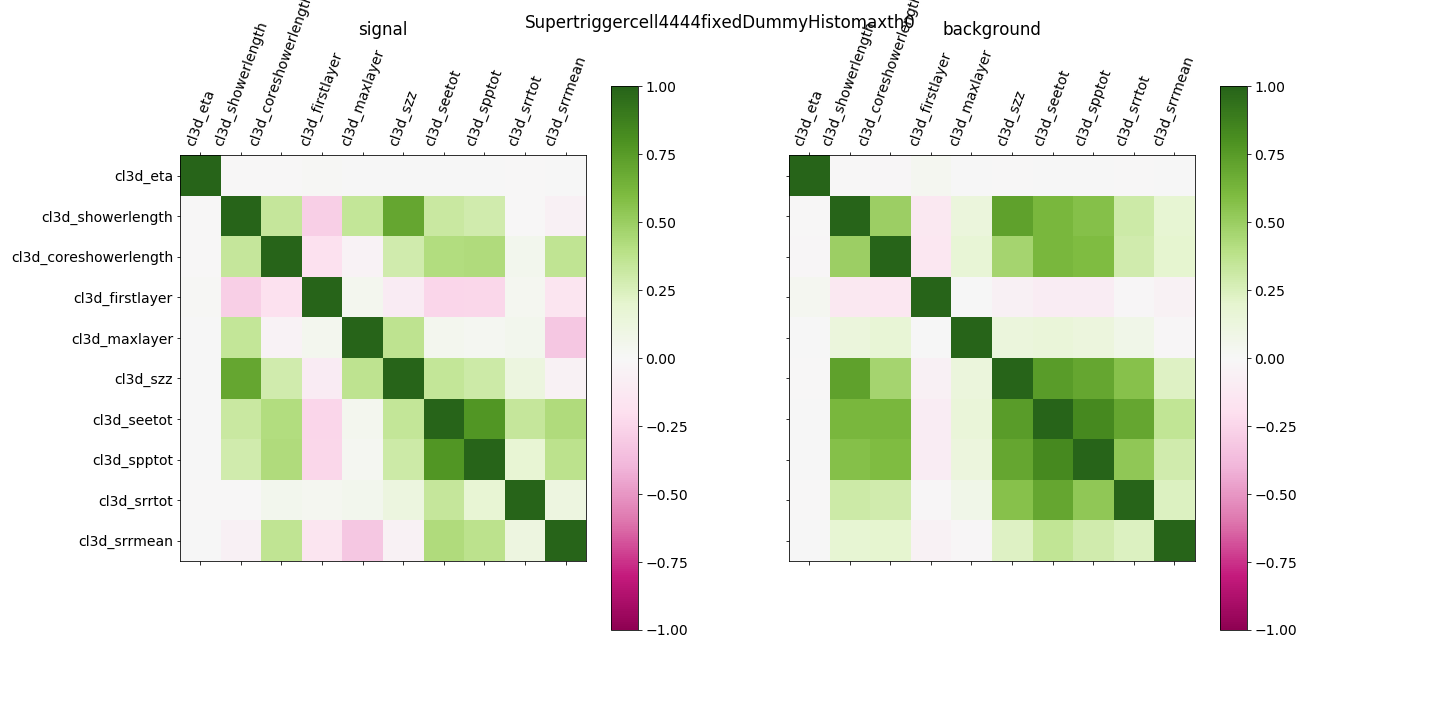 Supertriggercell4444fixedDummyHistomaxtho
signal
background
cl3d_eta
cl3d_showerlength
cl3d_coreshowerlength
cl3d_firstlayer
cl3d_maxlayer
cl3d_szz
cl3d_seetot
cl3d_spptot
cl3d_srrtot
cl3d_srrmean
cl3d_eta
cl3d_showerlength
cl3d_coreshowerlength
cl3d_firstlayer
cl3d_maxlayer
cl3d_szz
cl3d_seetot
cl3d_spptot
cl3d_srrtot
cl3d_srrmean
cl3d_eta
cl3d_showerlength
cl3d_coreshowerlength
cl3d_firstlayer
cl3d_maxlayer
cl3d_szz
cl3d_seetot
cl3d_spptot
cl3d_srrtot
cl3d_srrmean
1.00
0.75
0.50
0.25
0.00
−0.25
−0.50
−0.75
−1.00
1.00
0.75
0.50
0.25
0.00
−0.25
−0.50
−0.75
−1.00